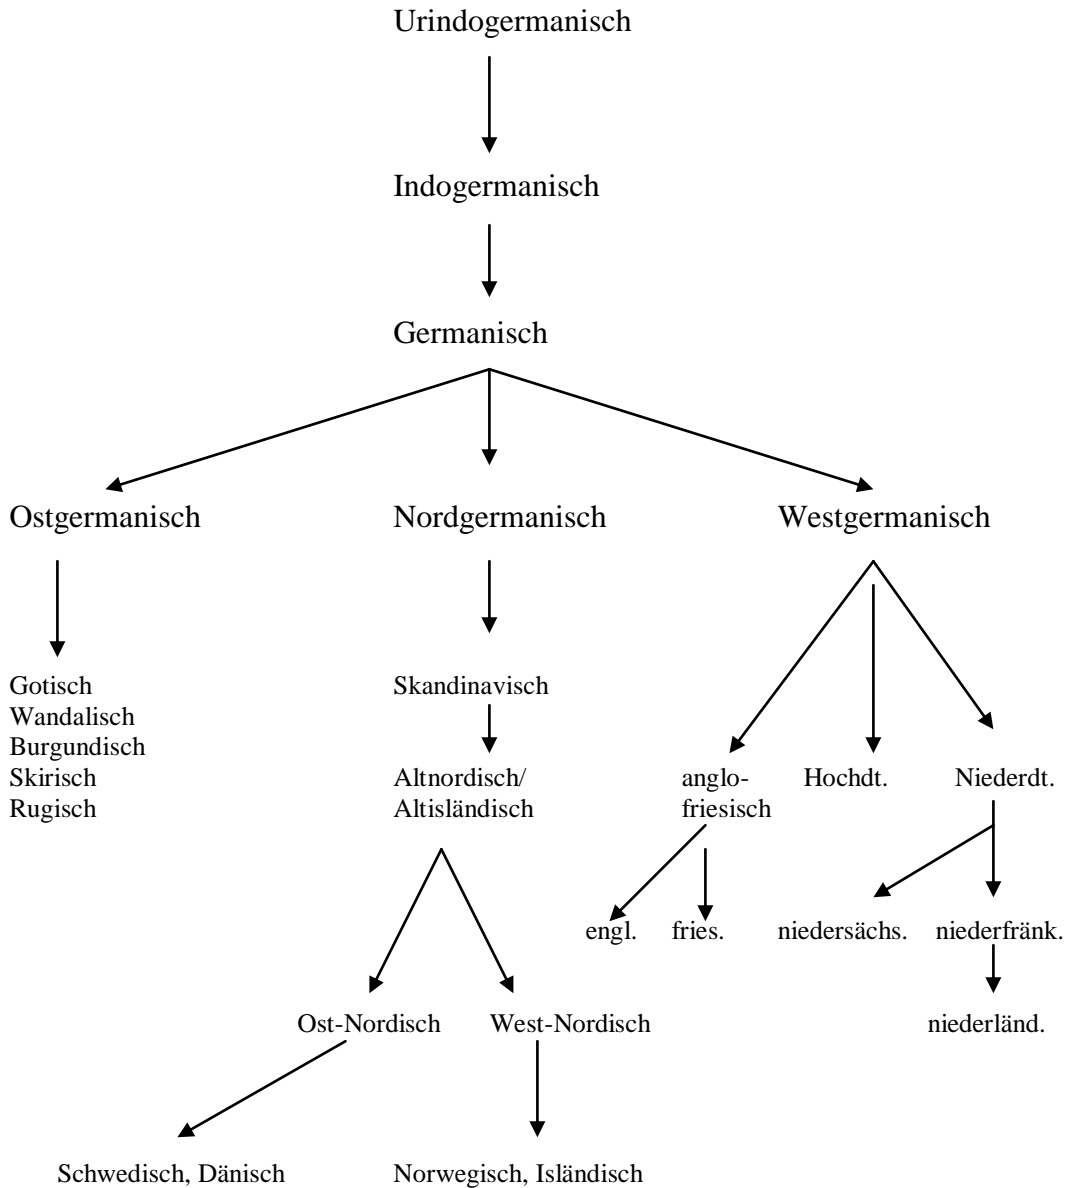 Urindogermanisch
Indogermanisch
Germanisch
Ostgermanisch
Nordgermanisch
Westgermanisch
Gotisch
Wandalisch
Burgundisch
Skirisch
Rugisch
Skandinavisch
Altnordisch/
Altisländisch
anglo-
friesisch
Hochdt.
Niederdt.
engl.
fries.
niedersächs.
niederfränk.
Ost-Nordisch
West-Nordisch
niederländ.
Schwedisch, Dänisch
Norwegisch, Isländisch